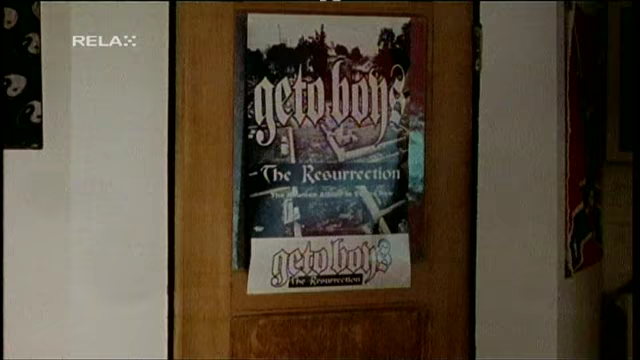 RELAX
geto boys
The Resurrection
geto boys
The Resurrection